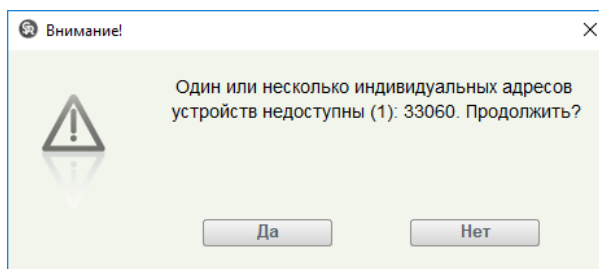 Внимание!
Один или несколько индивидуальных адресов
устройств недоступны (1): 33060. Продолжить?
Да
Нет